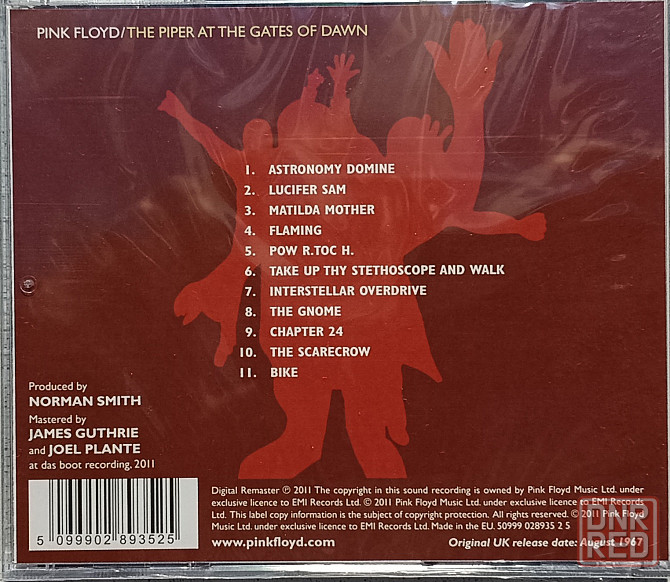 PINK FLOYD/THE PIPER AT THE GATES OF DAWN
1. ASTRONOMY DOMINE
2. LUCIFER SAM
3. MATILDA MOTHER
4. FLAMING
5. POW R.TOC H.
6. TAKE UP THY STETHOSCOPE AND WALK
7. INTERSTELLAR OVERDRIVE
8. THE GNOME
9. CHAPTER 24
10. THE SCARECROW
11. BIKE
Produced by
NORMAN SMITH
Mastered by
JAMES GUTHRIE
and JOEL PLANTE
at das boot recording, 2011
5 099902 893525
Digital Remaster ℗ 2011 The copyright in this sound recording is owned by Pink Floyd Music Ltd. under
exclusive licence to EMI Records Ltd. © 2011 Pink Floyd Music Ltd. under exclusive licence to EMI Records
Ltd. This label copy information is the subject of copyright protection. All rights reserved. © 2011 Pink Floyd
Music Ltd. under exclusive licence to EMI Records Ltd. Made in the EU. 50999 028935 2 5
www.pinkfloyd.com
Original UK release date: August 1967
UNP
RED